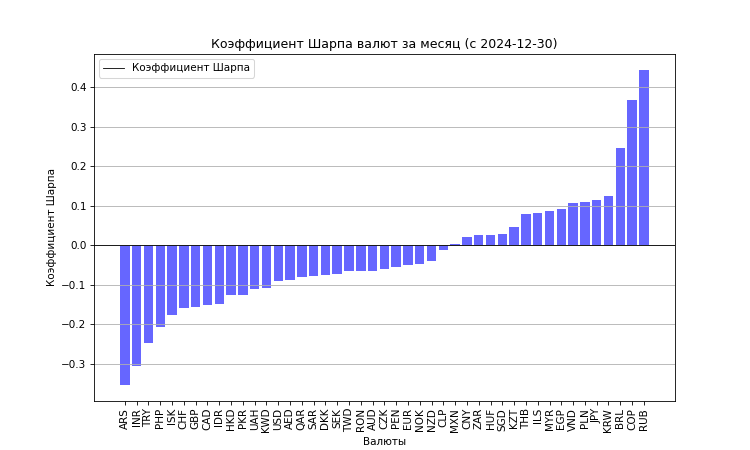 Коэффициент Шарпа валют за месяц (с 2024-12-30)
Коэффициент Шарпа
0.4
0.3
0.2
0.1
0.0
−0.1
−0.2
−0.3
Коэффициент Шарпа
ARS INR TRY PHP ISK CHF GBP CAD IDR HKD PKR UAH KWD USD AED QAR SAR DKK SEK TWD RON AUD CZK PEN EUR NOK NZD CLP MXN CNY ZAR HUF SGD KZT THB ILS MYR EGP VND PLN JPY KRW BRL COP RUB
Валюты